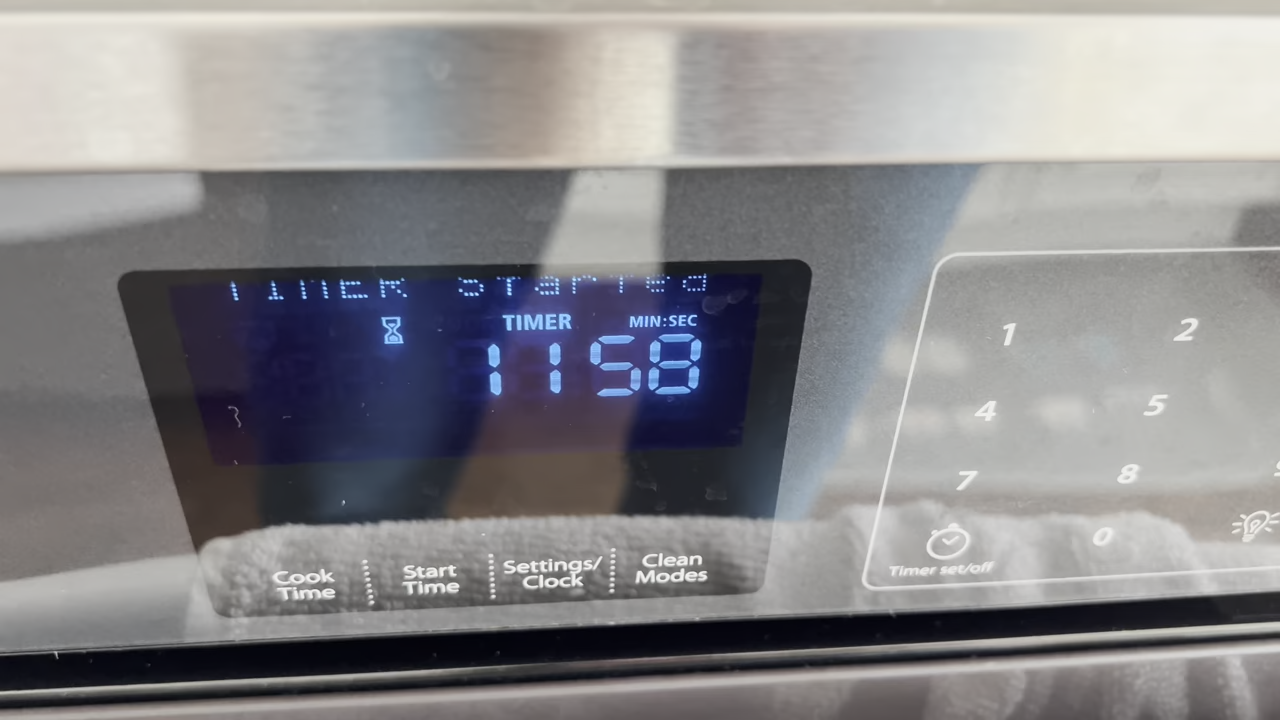 TIMER started
TIMER MIN:SEC
11 58
Cook Time
Start Time
Settings/ Clock
Clean Modes
1 2
4 5
7 8
0
Timer set/off